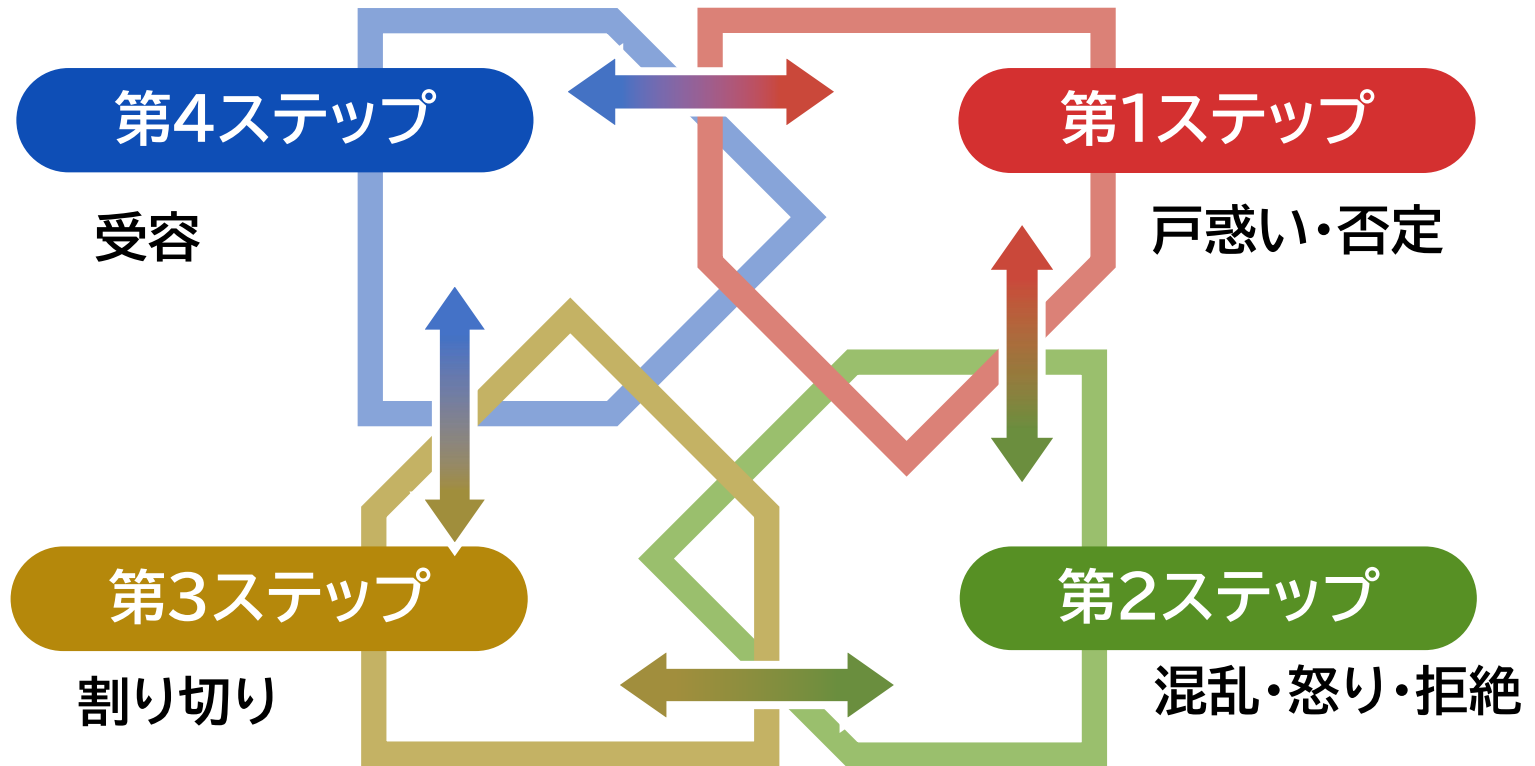 第4ステップ
受容
第1ステップ
戸惑い・否定
第3ステップ
割り切り
第2ステップ
混乱・怒り・拒絶